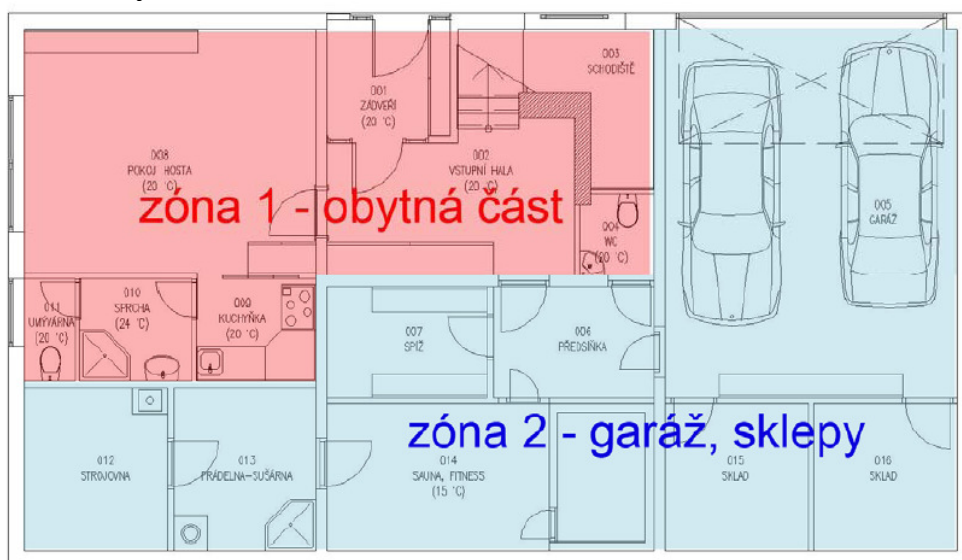 003
SCHODIŠTĚ
001
ZÁDVEŘÍ
(20 °C)
008
POKOJ HOSTA
(20 °C)
002
VSTUPNÍ HALA
(20 °C)
zóna 1 - obytná část
005
GARÁŽ
004
WC
(20 °C)
011
UMÝVÁRNA
(20 °C)
010
SPRCHA
(24 °C)
009
KUCHYŇKA
(20 °C)
007
SPÍŽ
006
PŘEDSÍŇKA
zóna 2 - garáž, sklepy
012
STROJOVNA
013
PRÁDELNA-SUŠÁRNA
014
SAUNA, FITNESS
(15 °C)
015
SKLAD
016
SKLAD